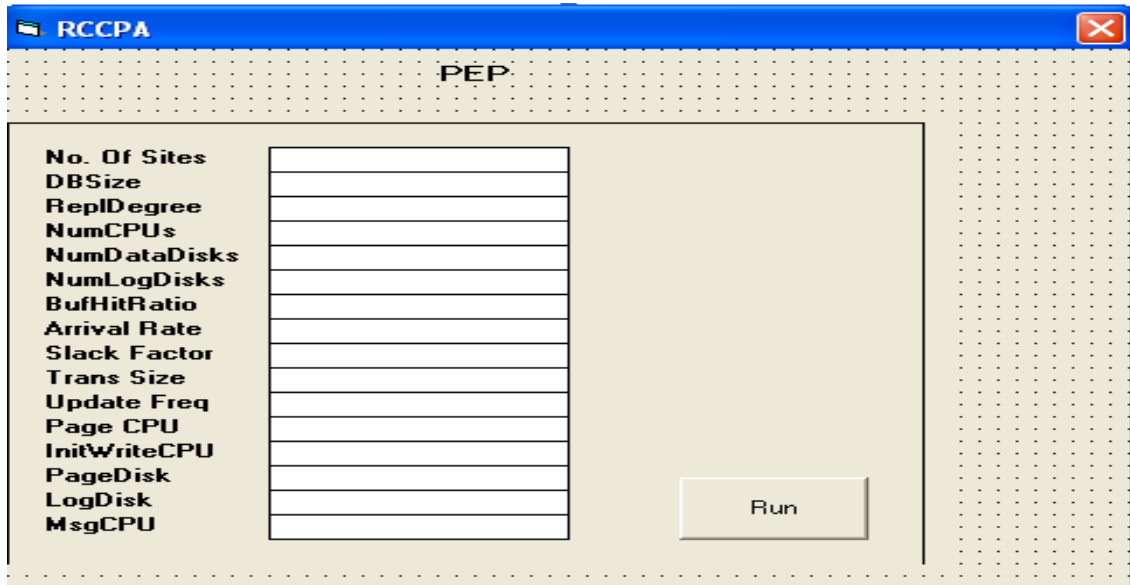 RCCPA
PEP
No. Of Sites
DBSize
ReplDegree
NumCPUs
NumDataDisks
NumLogDisks
BufHitRatio
Arrival Rate
Slack Factor
Trans Size
Update Freq
Page CPU
InitWriteCPU
PageDisk
LogDisk
Run
MsgCPU